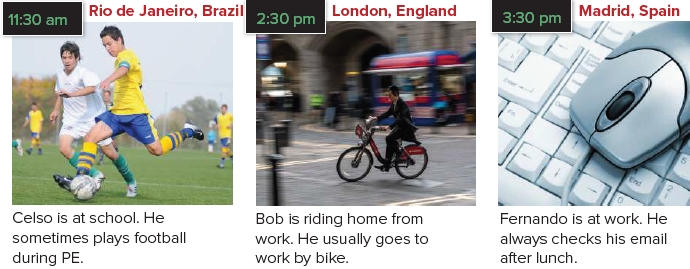 11:30 am
Rio de Janeiro, Brazil
Celso is at school. He
sometimes plays football
during PE.
2:30 pm
London, England
Bob is riding home from
work. He usually goes to
work by bike.
3:30 pm
Madrid, Spain
Fernando is at work. He
always checks his email
after lunch.